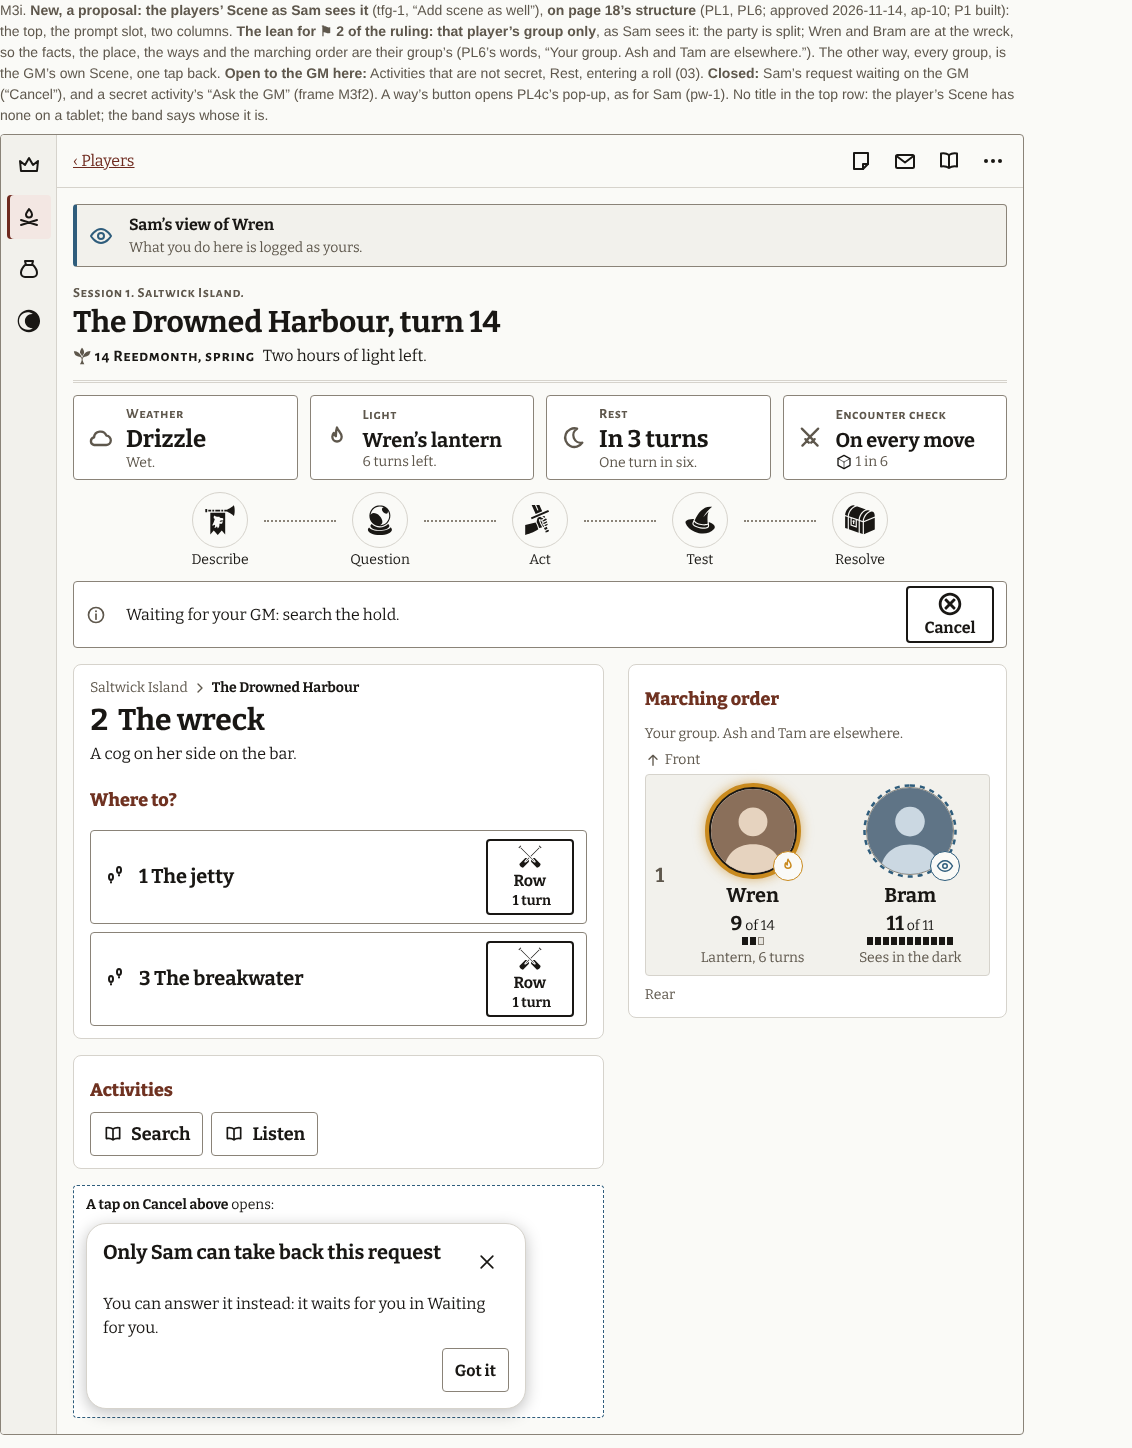 M3i. New, a proposal: the players’ Scene as Sam sees it (tfg-1, “Add scene as well”), on page 18’s structure (PL1, PL6; approved 2026-11-14, ap-10; P1 built):
the top, the prompt slot, two columns. The lean for ⚑ 2 of the ruling: that player’s group only, as Sam sees it: the party is split; Wren and Bram are at the wreck,
so the facts, the place, the ways and the marching order are their group’s (PL6’s words, “Your group. Ash and Tam are elsewhere.”). The other way, every group, is
the GM’s own Scene, one tap back. Open to the GM here: Activities that are not secret, Rest, entering a roll (03). Closed: Sam’s request waiting on the GM
(“Cancel”), and a secret activity’s “Ask the GM” (frame M3f2). A way’s button opens PL4c’s pop-up, as for Sam (pw-1). No title in the top row: the player’s Scene has
none on a tablet; the band says whose it is.
‹ Players
Sam’s view of Wren
What you do here is logged as yours.
Session 1. Saltwick Island.
The Drowned Harbour, turn 14
14 Reedmonth, spring Two hours of light left.
Weather
Drizzle
Wet.
Light
Wren’s lantern
6 turns left.
Rest
In 3 turns
One turn in six.
Encounter check
On every move
1 in 6
Describe
Question
Act
Test
Resolve
Waiting for your GM: search the hold.
Cancel
Saltwick Island › The Drowned Harbour
2 The wreck
A cog on her side on the bar.
Where to?
1 The jetty
Row
1 turn
3 The breakwater
Row
1 turn
Marching order
Your group. Ash and Tam are elsewhere.
↑ Front
1
Wren
9 of 14
Lantern, 6 turns
Bram
11 of 11
Sees in the dark
Rear
Activities
Search
Listen
A tap on Cancel above opens:
Only Sam can take back this request
You can answer it instead: it waits for you in Waiting
for you.
Got it